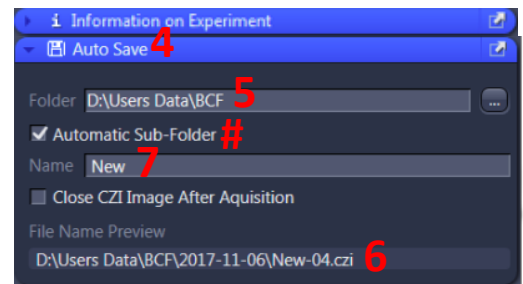 i Information on Experiment
Auto Save 4
Folder D:\Users Data\BCF 5 ...
Automatic Sub-Folder #
Name New 7
Close CZI Image After Aquisition
File Name Preview
D:\Users Data\BCF\2017-11-06\New-04.czi 6